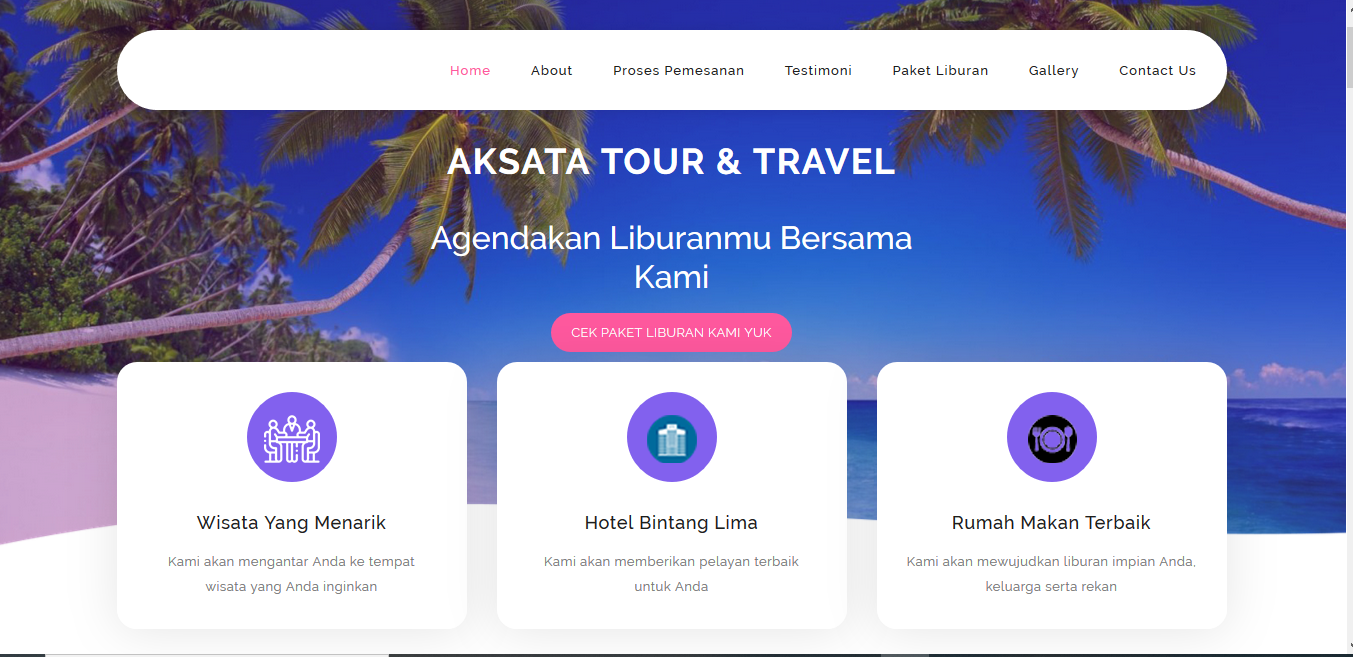 Home About Proses Pemesanan Testimoni Paket Liburan Gallery Contact Us
AKSATA TOUR & TRAVEL
Agendakan Liburanmu Bersama
Kami
CEK PAKET LIBURAN KAMI YUK
Wisata Yang Menarik
Kami akan mengantar Anda ke tempat
wisata yang Anda inginkan
Hotel Bintang Lima
Kami akan memberikan pelayan terbaik
untuk Anda
Rumah Makan Terbaik
Kami akan mewujudkan liburan impian Anda,
keluarga serta rekan